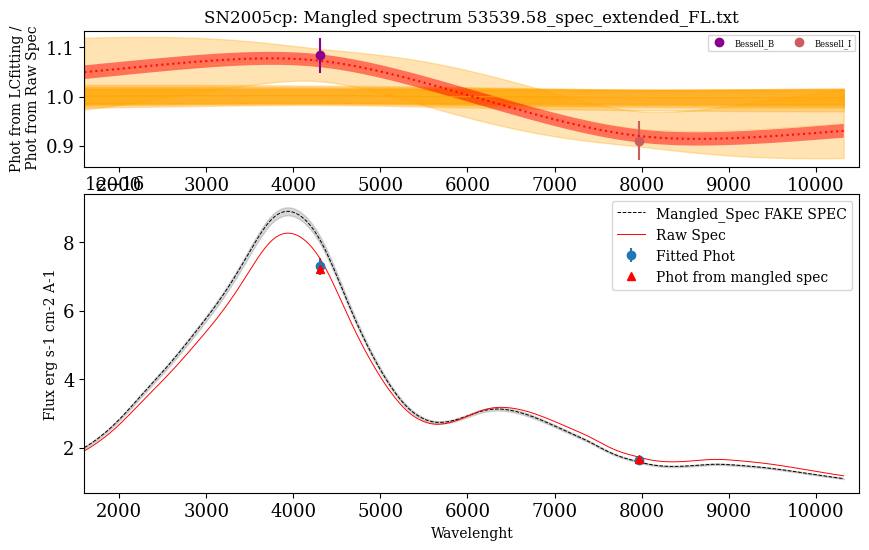 SN2005cp: Mangled spectrum 53539.58_spec_extended_FL.txt
Phot from LCfitting /
Phot from Raw Spec
1.1
1.0
0.9
Bessell_B
Bessell_I
2000 3000 4000 5000 6000 7000 8000 9000 10000
1e−16
Flux erg s-1 cm-2 A-1
8
6
4
2
Mangled_Spec FAKE SPEC
Raw Spec
Fitted Phot
Phot from mangled spec
2000 3000 4000 5000 6000 7000 8000 9000 10000
Wavelenght